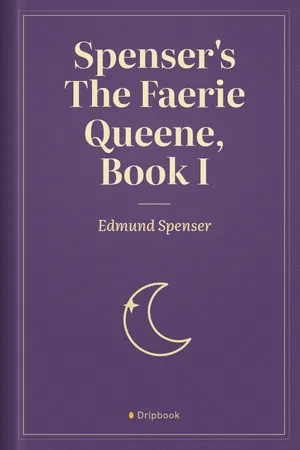 Spenser's
The Faerie
Queene,
Book I
Edmund Spenser
Dripbook